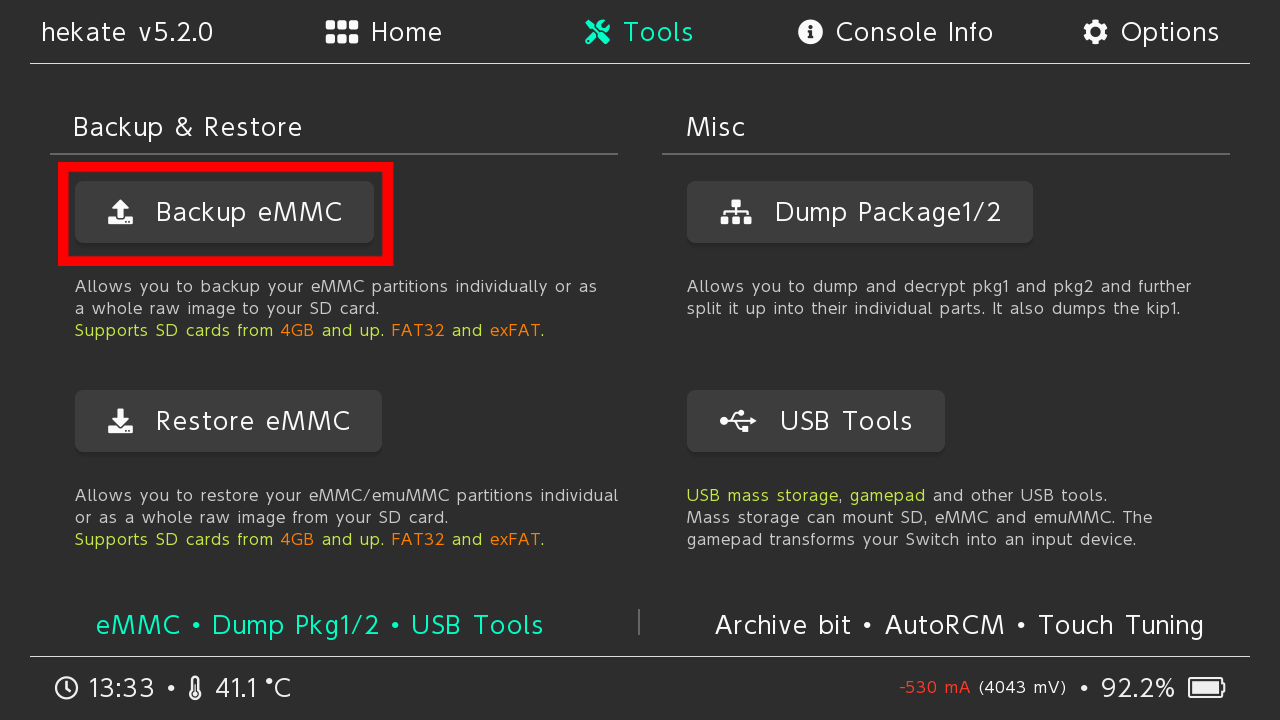 hekate v5.2.0 Home Tools Console Info Options
Backup & Restore
Backup eMMC
Allows you to backup your eMMC partitions individually or as
a whole raw image to your SD card.
Supports SD cards from 4GB and up. FAT32 and exFAT.
Restore eMMC
Allows you to restore your eMMC/emuMMC partitions individual
or as a whole raw image from your SD card.
Supports SD cards from 4GB and up. FAT32 and exFAT.
Misc
Dump Package1/2
Allows you to dump and decrypt pkg1 and pkg2 and further
split it up into their individual parts. It also dumps the kip1.
USB Tools
USB mass storage, gamepad and other USB tools.
Mass storage can mount SD, eMMC and emuMMC. The
gamepad transforms your Switch into an input device.
eMMC • Dump Pkg1/2 • USB Tools
Archive bit • AutoRCM • Touch Tuning
13:33 • 41.1 °C
-530 mA (4043 mV) • 92.2%